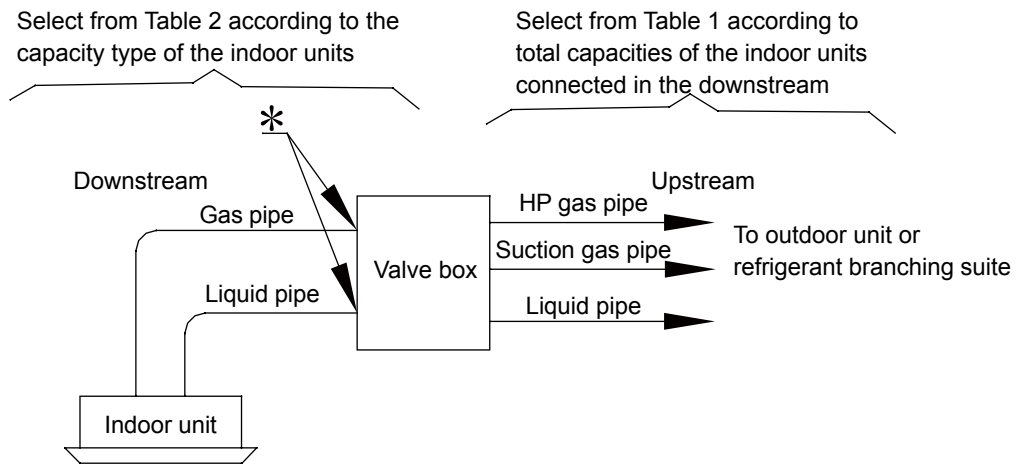 Select from Table 2 according to the
capacity type of the indoor units
Select from Table 1 according to
total capacities of the indoor units
connected in the downstream
*
Downstream
Upstream
Gas pipe
HP gas pipe
Suction gas pipe
Valve box
To outdoor unit or
refrigerant branching suite
Liquid pipe
Liquid pipe
Indoor unit